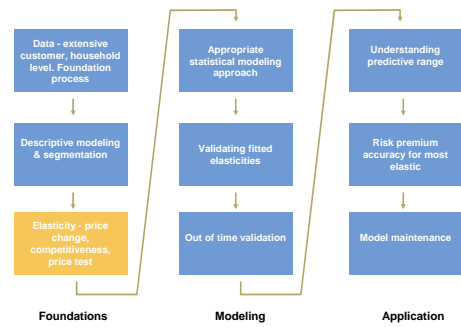 Data - extensive
customer, household
level. Foundation
process
Descriptive modeling
& segmentation
Elasticity - price
change,
competitiveness,
price test
Foundations
Appropriate
statistical modeling
approach
Validating fitted
elasticities
Out of time validation
Modeling
Understanding
predictive range
Risk premium
accuracy for most
elastic
Model maintenance
Application